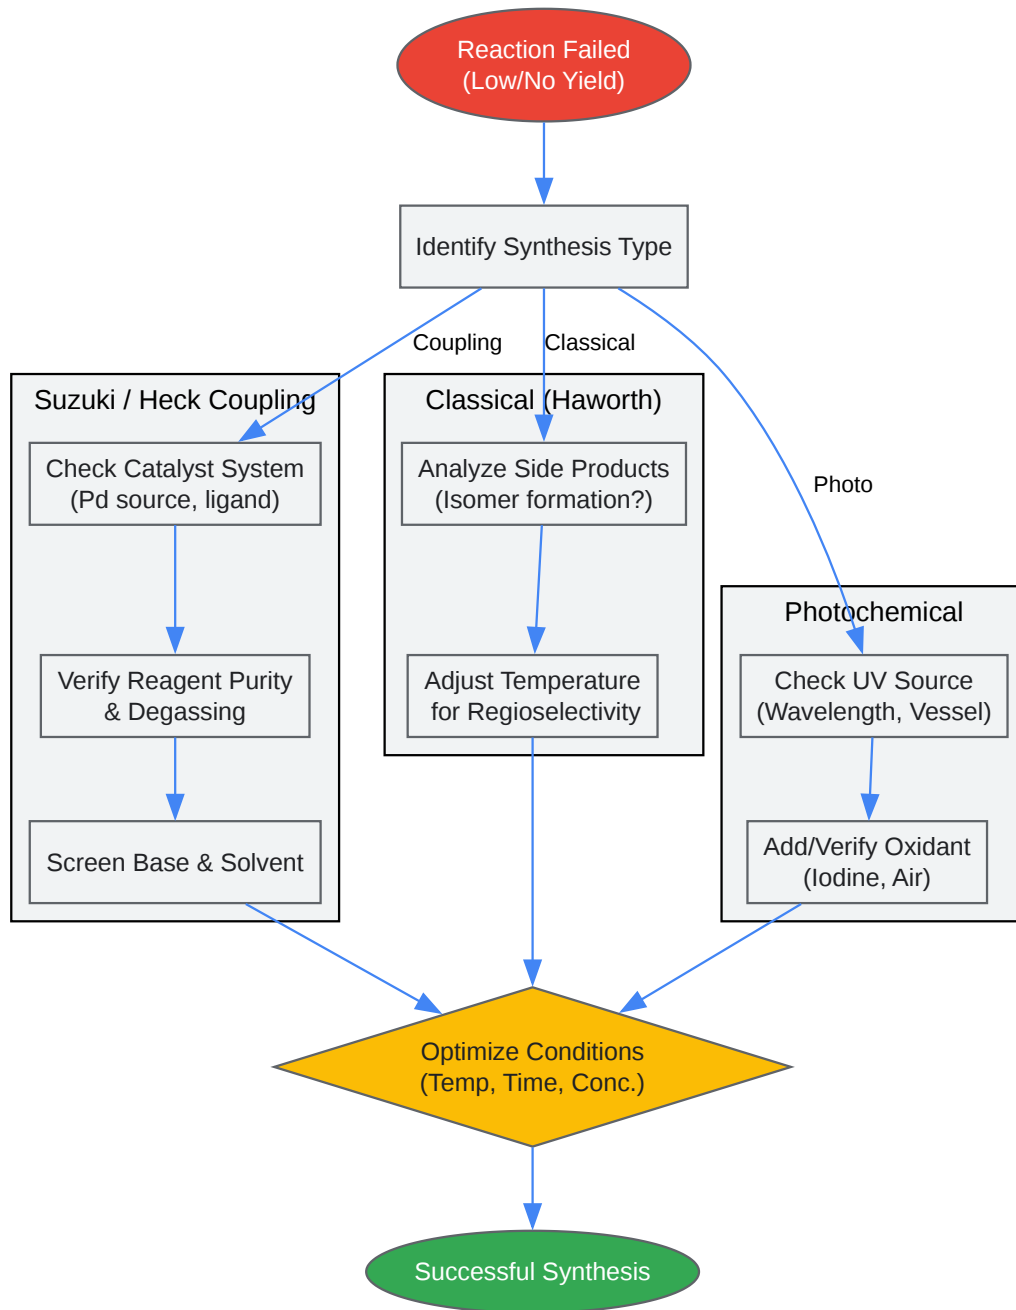 Reaction Failed
(Low/No Yield)
Identify Synthesis Type
Coupling
Classical
Photo
Suzuki / Heck Coupling
Check Catalyst System
(Pd source, ligand)
Verify Reagent Purity
& Degassing
Screen Base & Solvent
Classical (Haworth)
Analyze Side Products
(Isomer formation?)
Adjust Temperature
for Regioselectivity
Photochemical
Check UV Source
(Wavelength, Vessel)
Add/Verify Oxidant
(Iodine, Air)
Optimize Conditions
(Temp, Time, Conc.)
Successful Synthesis